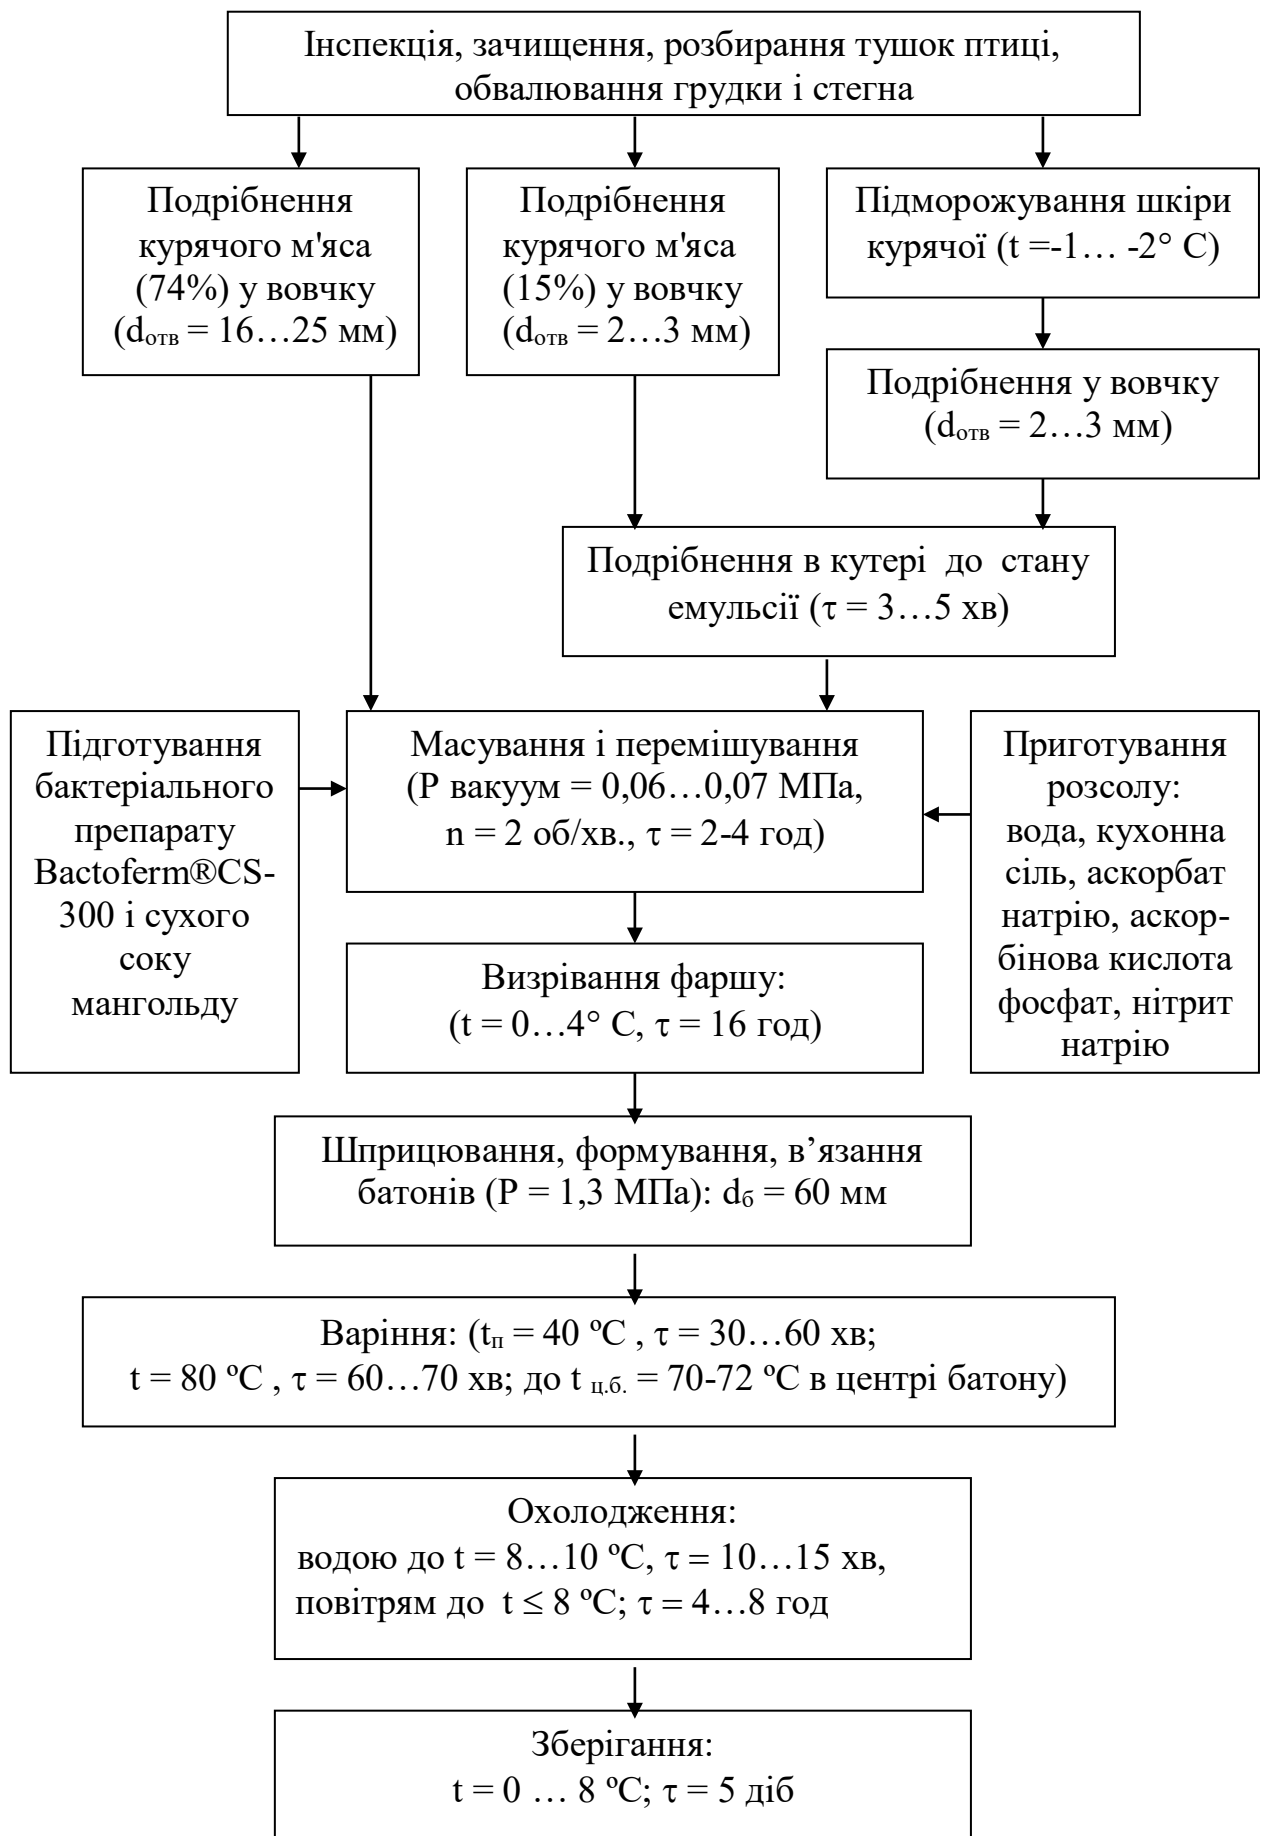 Інспекція, зачищення, розбирання тушок птиці,
обвалювання грудки і стегна
Подрібнення
курячого м'яса
(74%) у вовчку
(dотв = 16…25 мм)
Подрібнення
курячого м'яса
(15%) у вовчку
(dотв = 2…3 мм)
Підморожування шкіри
курячої (t =-1… -2° С)
Подрібнення у вовчку
(dотв = 2…3 мм)
Подрібнення в кутері до стану
емульсії (τ = 3…5 хв)
Підготування
бактеріального
препарату
Bactoferm®CS-
300 і сухого
соку
мангольду
Масування і перемішування
(Р вакуум = 0,06…0,07 МПа,
n = 2 об/хв., τ = 2-4 год)
Приготування
розсолу:
вода, кухонна
сіль, аскорбат
натрію, аскор-
бінова кислота
фосфат, нітрит
натрію
Визрівання фаршу:
(t = 0…4° С, τ = 16 год)
Шприцювання, формування, в’язання
батонів (Р = 1,3 МПа): dб = 60 мм
Варіння: (tп = 40 ºС , τ = 30…60 хв;
t = 80 ºС , τ = 60…70 хв; до t ц.б. = 70-72 ºС в центрі батону)
Охолодження:
водою до t = 8…10 ºС, τ = 10…15 хв,
повітрям до t ≤ 8 ºС; τ = 4…8 год
Зберігання:
t = 0 … 8 ºС; τ = 5 діб